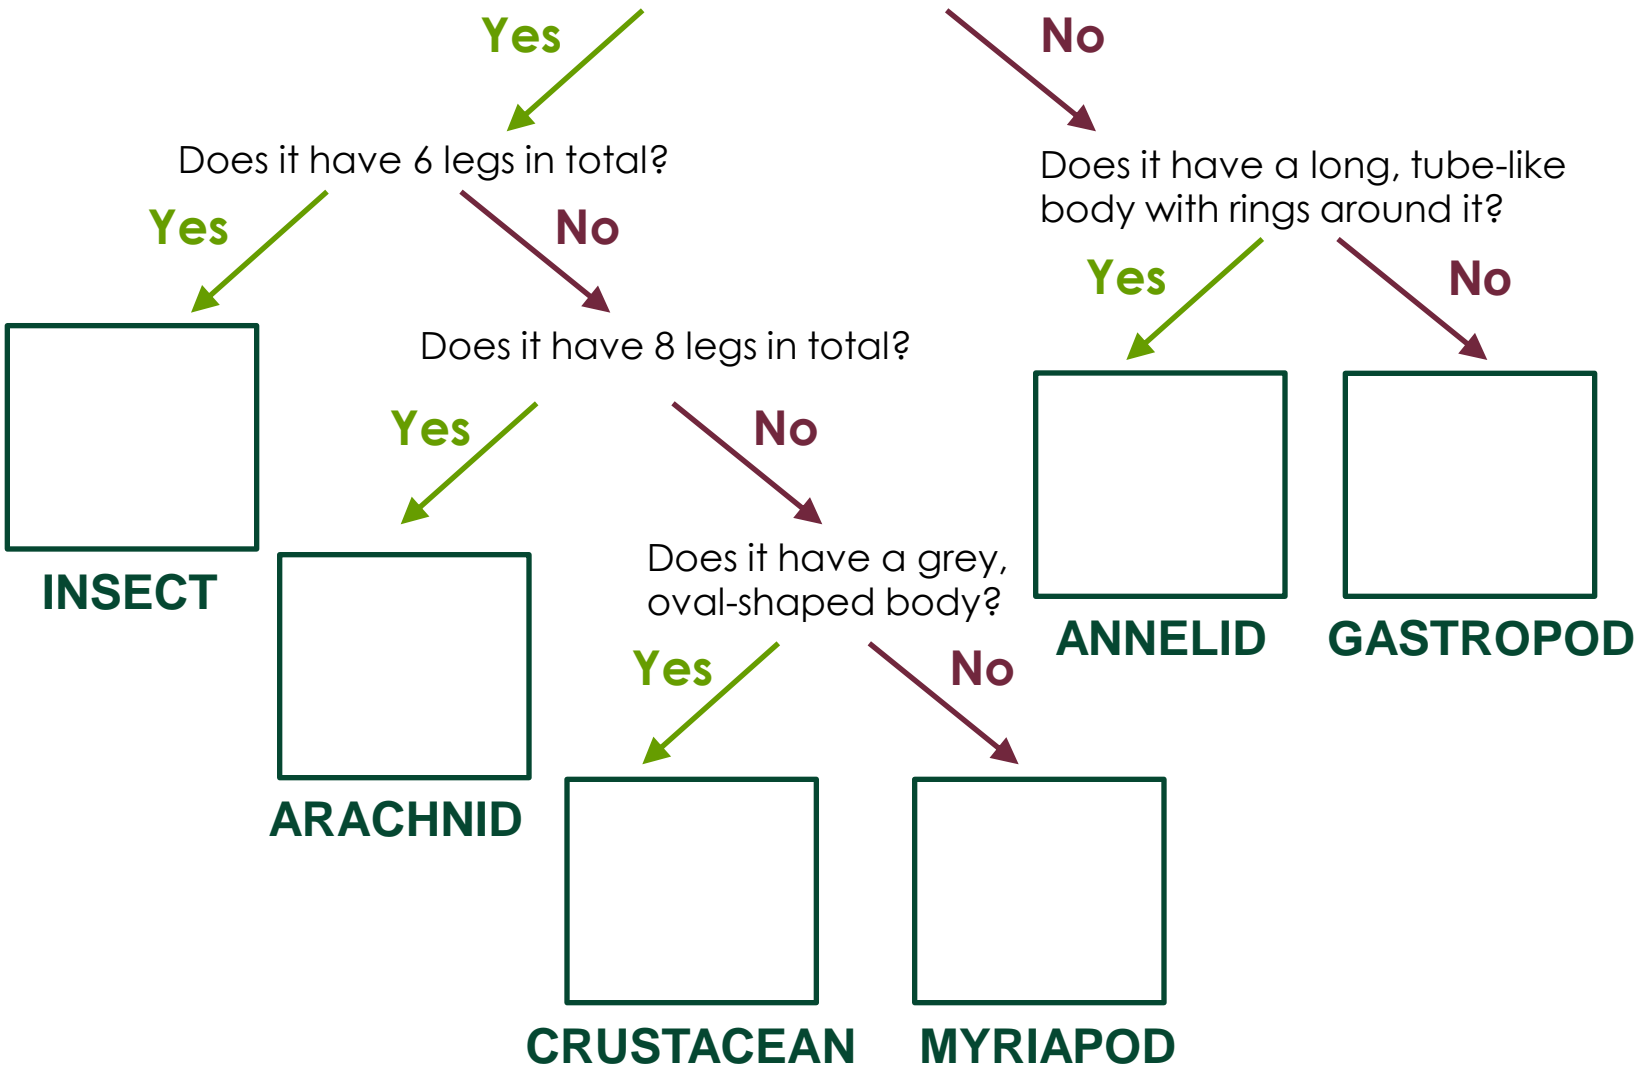 Yes
No
Does it have 6 legs in total?
Does it have a long, tube-like
body with rings around it?
Yes
No
Yes
No
Does it have 8 legs in total?
Yes
No
INSECT
Does it have a grey,
oval-shaped body?
ANNELID
GASTROPOD
Yes
No
ARACHNID
CRUSTACEAN
MYRIAPOD